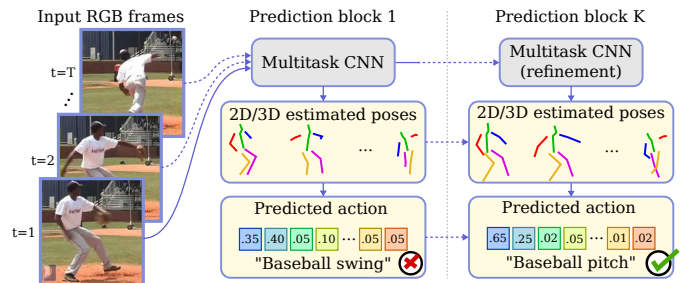 Input RGB frames
Prediction block 1
Prediction block K
t=T
t=2
t=1
Multitask CNN
Multitask CNN
(refinement)
2D/3D estimated poses
...
2D/3D estimated poses
...
Predicted action
.35 .40 .05 .10 ... .05 .05
"Baseball swing"
Predicted action
.65 .25 .02 .05 ... .01 .02
"Baseball pitch"